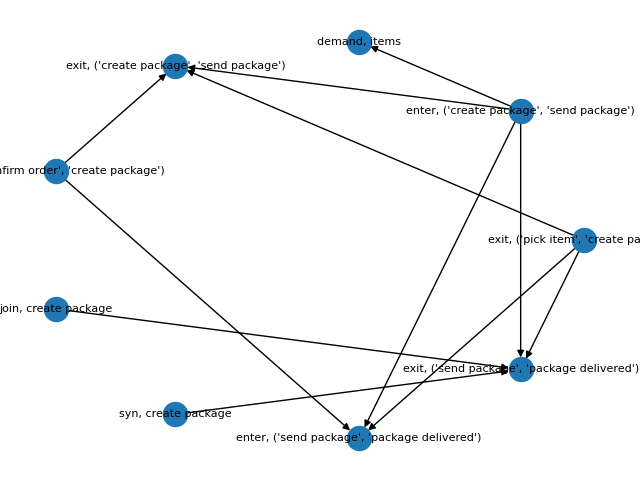 demand, items
exit, ('create package', 'send package')
enter, ('create package', 'send package')
nfirm order', 'create package')
exit, ('pick item', 'create pa
join, create package
exit, ('send package', 'package delivered')
syn, create package
enter, ('send package', 'package delivered')